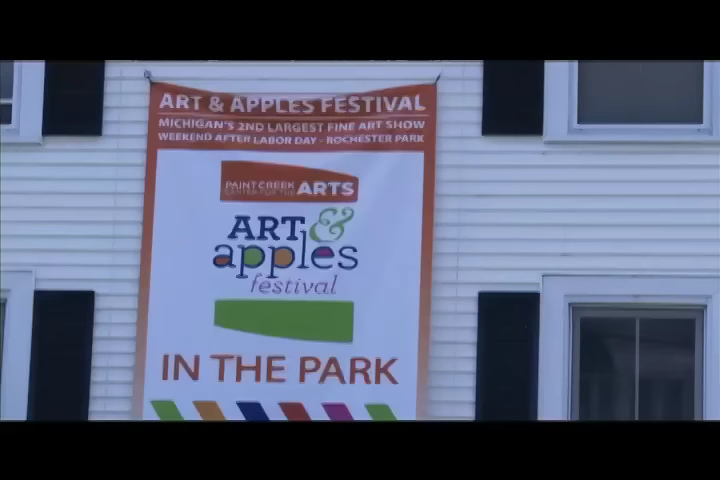 ART & APPLES FESTIVAL
MICHIGAN'S 2ND LARGEST FINE ART SHOW
WEEKEND AFTER LABOR DAY - ROCHESTER PARK
PAINT CREEK
CENTER FOR THE ARTS
ART &
apples
festival
IN THE PARK